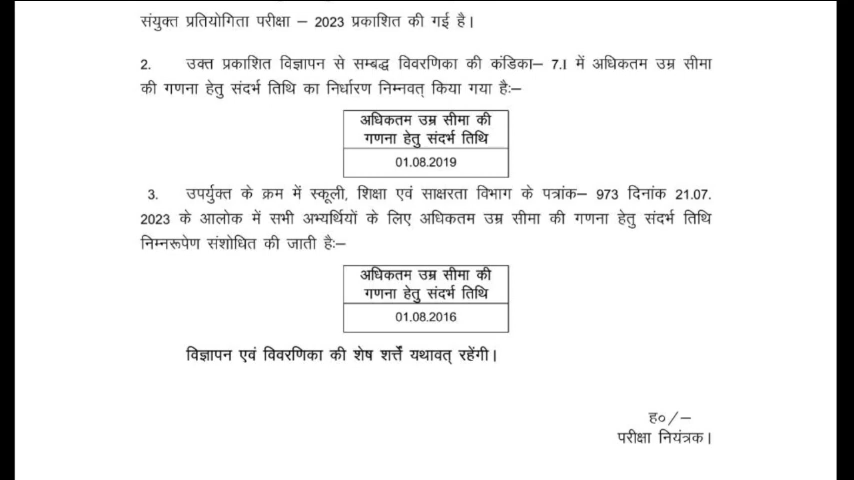 संयुक्त प्रतियोगिता परीक्षा – 2023 प्रकाशित की गई है।
2. उक्त प्रकाशित विज्ञापन से सम्बद्ध विवरणिका की कंडिका– 7.I में अधिकतम उम्र सीमा
की गणना हेतु संदर्भ तिथि का निर्धारण निम्नवत् किया गया हैः–
अधिकतम उम्र सीमा की
गणना हेतु संदर्भ तिथि
01.08.2019
3. उपर्युक्त के क्रम में स्कूली, शिक्षा एवं साक्षरता विभाग के पत्रांक– 973 दिनांक 21.07.
2023 के आलोक में सभी अभ्यर्थियों के लिए अधिकतम उम्र सीमा की गणना हेतु संदर्भ तिथि
निम्नरूपेण संशोधित की जाती हैः–
अधिकतम उम्र सीमा की
गणना हेतु संदर्भ तिथि
01.08.2016
विज्ञापन एवं विवरणिका की शेष शर्त्तें यथावत् रहेंगी।
ह०/–
परीक्षा नियंत्रक।